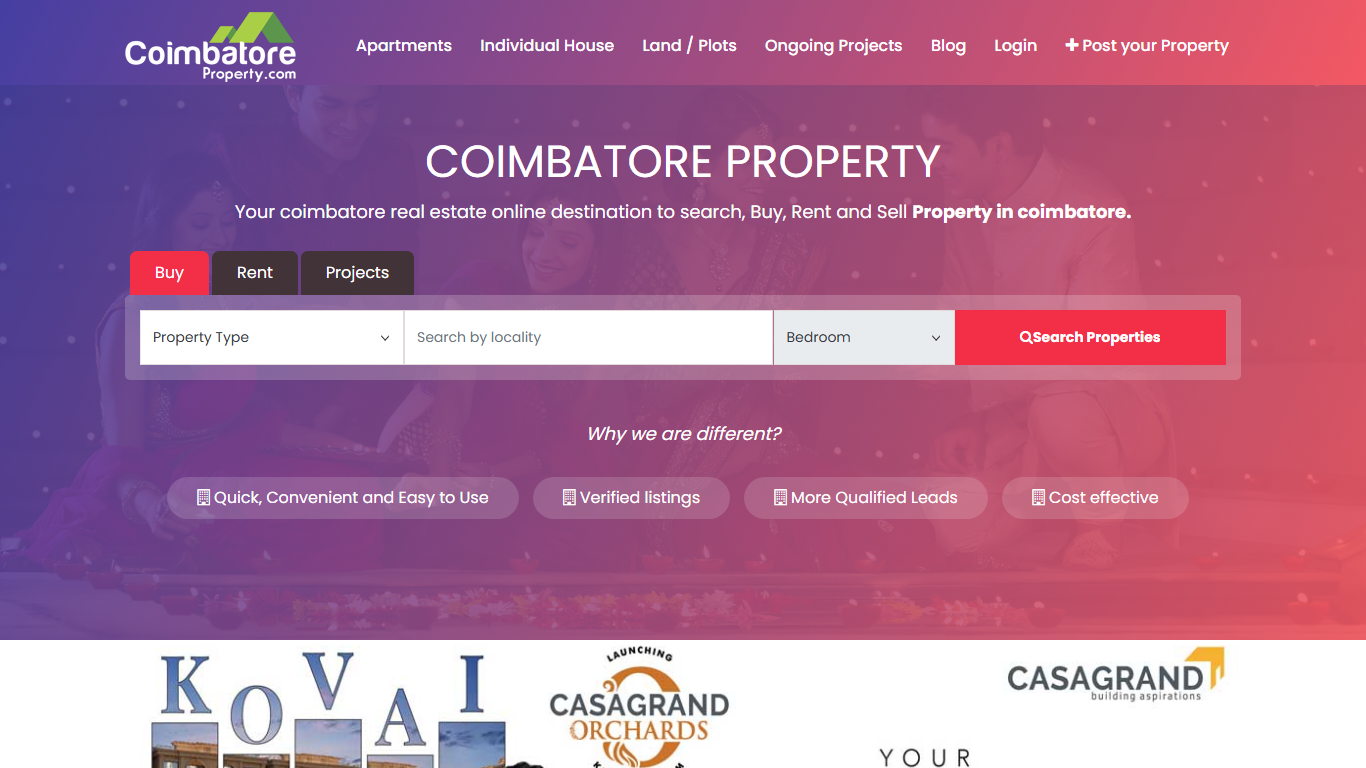 Coimbatore
Property.com
Apartments Individual House Land / Plots Ongoing Projects Blog Login Post your Property
COIMBATORE PROPERTY
Your coimbatore real estate online destination to search, Buy, Rent and Sell Property in coimbatore.
Buy Rent Projects
Property Type Search by locality Bedroom Search Properties
Why we are different?
Quick, Convenient and Easy to Use Verified listings More Qualified Leads Cost effective
KOVAI
LAUNCHING
CASAGRAND
ORCHARDS
CASAGRAND
building aspirations
YOUR